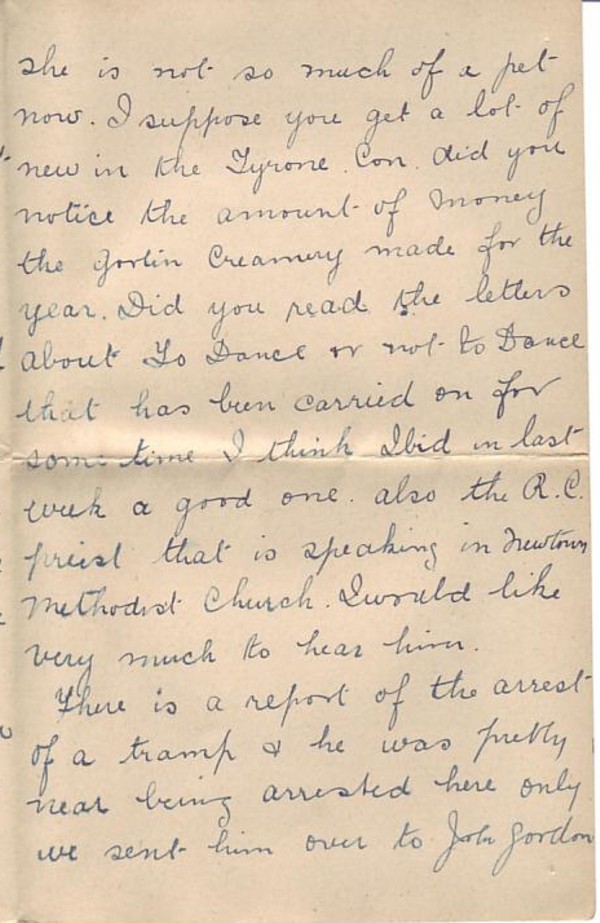 she is not so much of a pet
now. I suppose you get a lot of
new in the Tyrone. Con. did you
notice the amount of money
the Gortin Creamery made for the
year. Did you read the letters
about To Dance or not to Dance
that has been carried on for
some time I think Ibid in last
week a good one. also the R.C.
preist that is speaking in Newtown
Methodist Church. I would like
very much to hear him.
There is a report of the arrest
of a tramp & he was pretty
near being arrested here only
we sent him over to Gordon